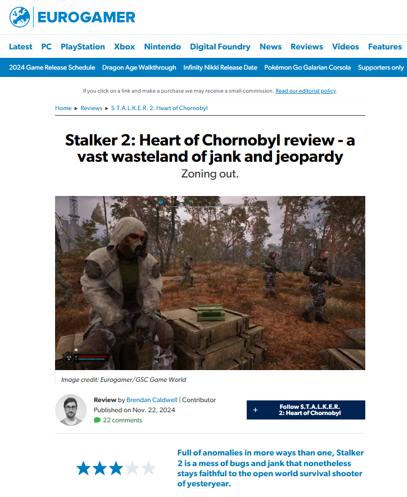 EUROGAMER
Latest PC PlayStation Xbox Nintendo Digital Foundry News Reviews Videos Features
2024 Game Release Schedule Dragon Age Walkthrough Infinity Nikki Release Date Pokémon Go Galarian Corsola Supporters only
If you click on a link and make a purchase we may receive a small commission. Read our editorial policy.
Home ▸ Reviews ▸ S.T.A.L.K.E.R. 2: Heart of Chornobyl
Stalker 2: Heart of Chornobyl review - a
vast wasteland of jank and jeopardy
Zoning out.
Image credit: Eurogamer/GSC Game World
Review by Brendan Caldwell | Contributor
Published on Nov. 22, 2024
22 comments
+ Follow S.T.A.L.K.E.R.
2: Heart of Chornobyl
Full of anomalies in more ways than one, Stalker
2 is a mess of bugs and jank that nonetheless
stays faithful to the open world survival shooter
of yesteryear.